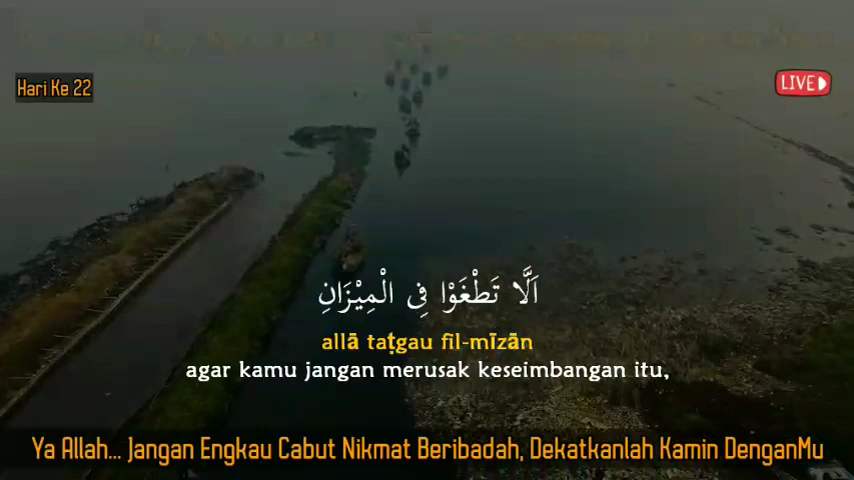 Hari Ke 22
LIVE
اَلَّا تَطْغَوْا فِى الْمِيْزَانِ
allā taṭgau fil-mīzān
agar kamu jangan merusak keseimbangan itu,
Ya Allah... Jangan Engkau Cabut Nikmat Beribadah, Dekatkanlah Kamin DenganMu